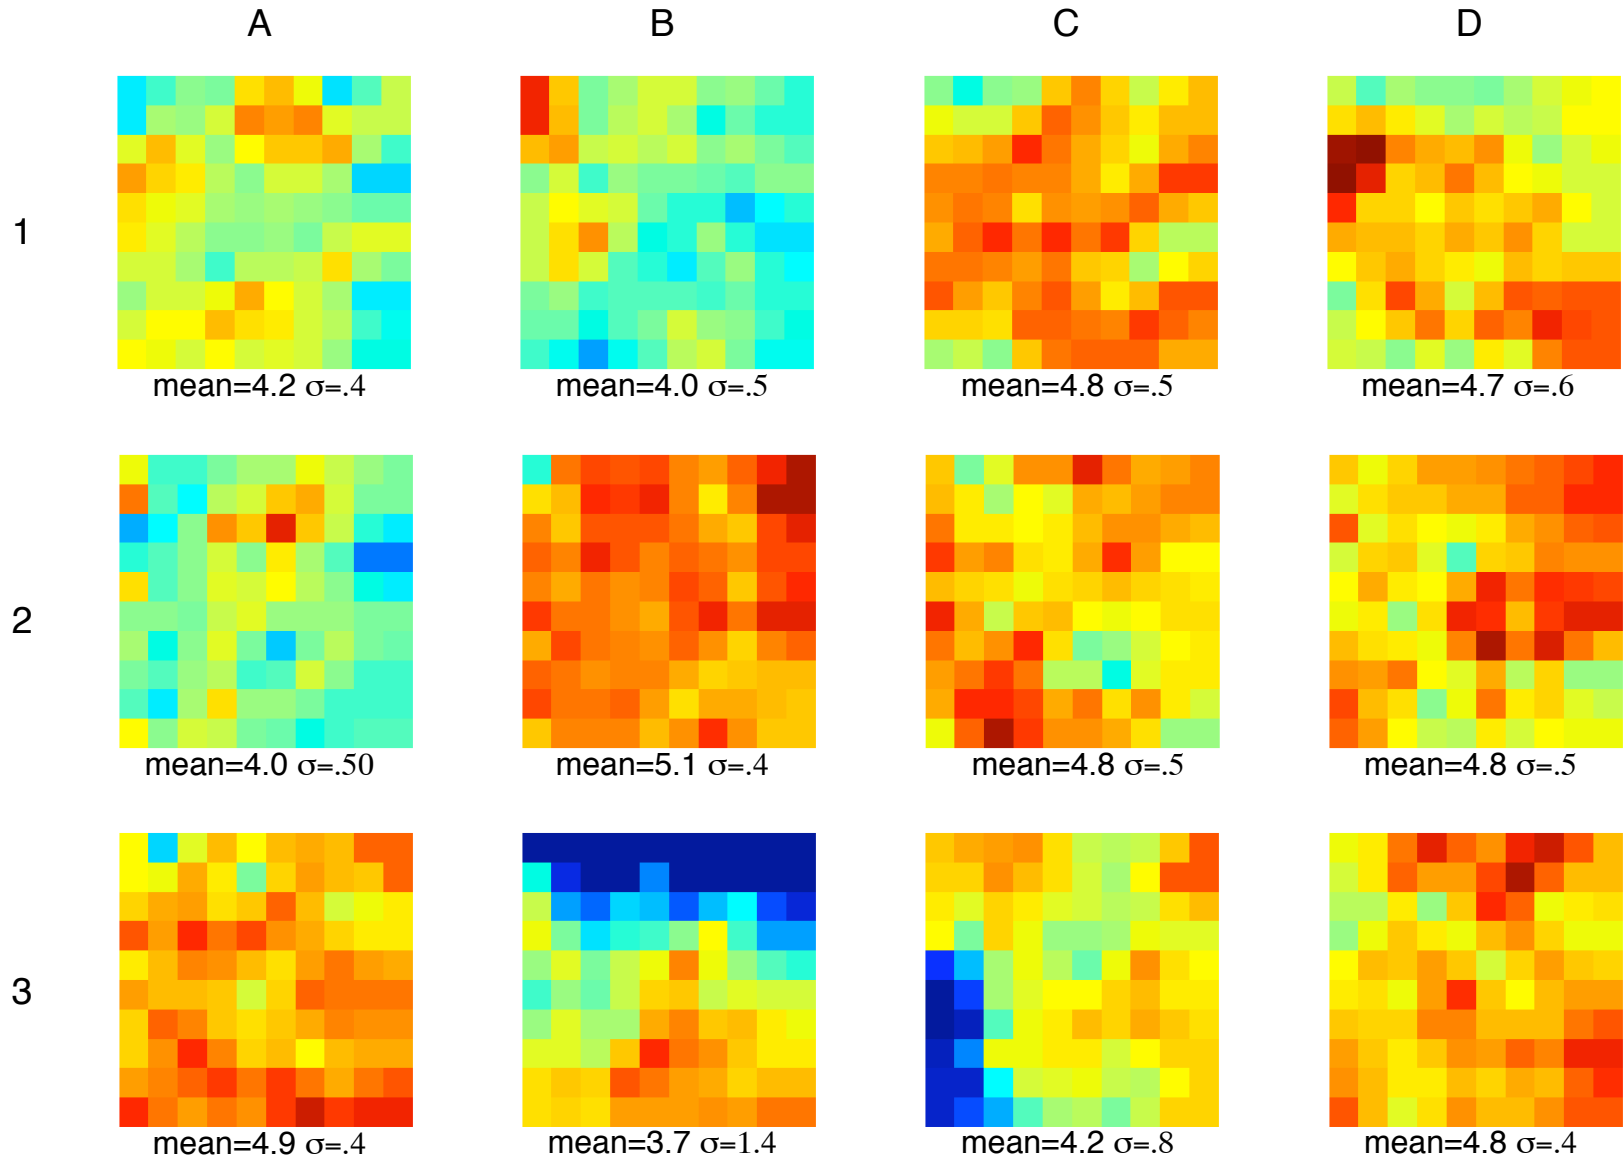 A B C D
1
mean=4.2 σ=.4 mean=4.0 σ=.5 mean=4.8 σ=.5 mean=4.7 σ=.6
2
mean=4.0 σ=.50 mean=5.1 σ=.4 mean=4.8 σ=.5 mean=4.8 σ=.5
3
mean=4.9 σ=.4 mean=3.7 σ=1.4 mean=4.2 σ=.8 mean=4.8 σ=.4